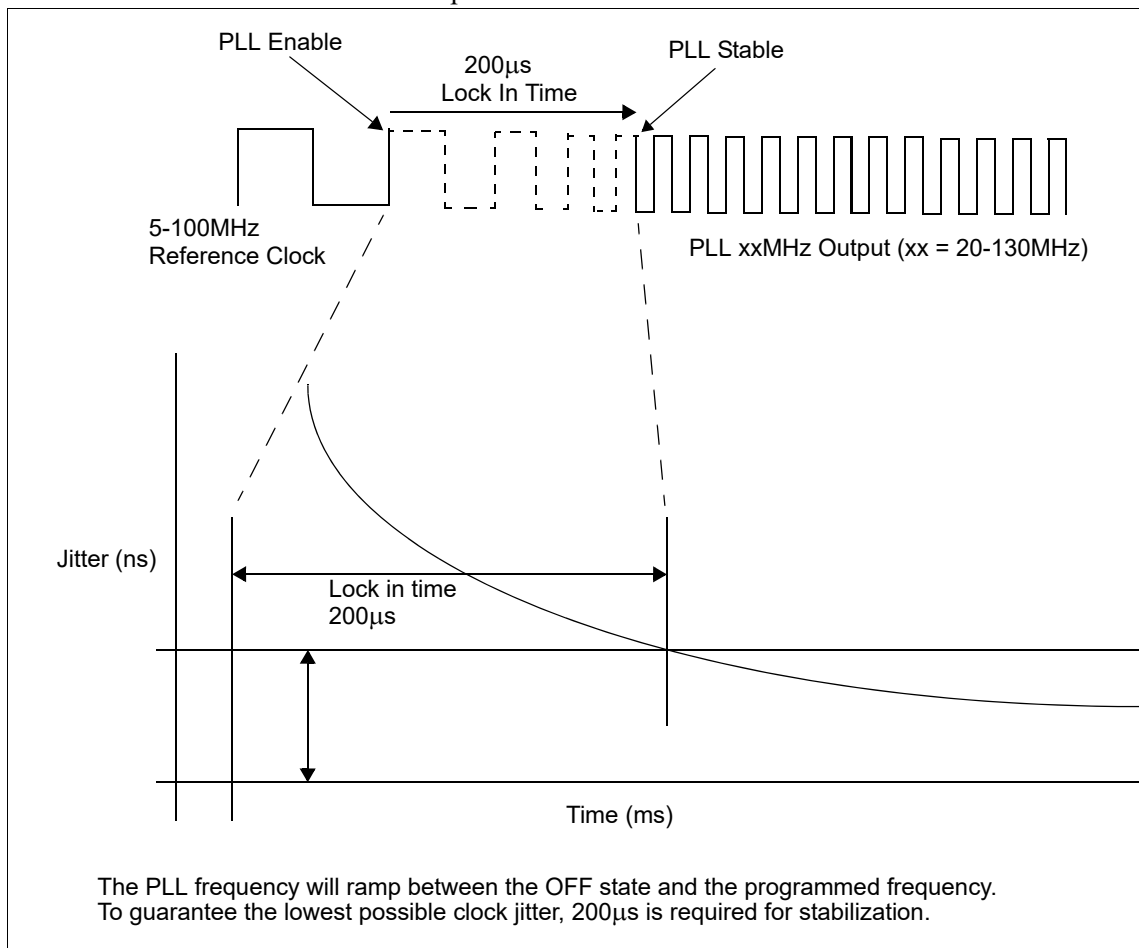 PLL Enable
200μs
Lock In Time
PLL Stable
5-100MHz
Reference Clock
PLL xxMHz Output (xx = 20-130MHz)
Jitter (ns)
Lock in time
200μs
Time (ms)
The PLL frequency will ramp between the OFF state and the programmed frequency.
To guarantee the lowest possible clock jitter, 200μs is required for stabilization.